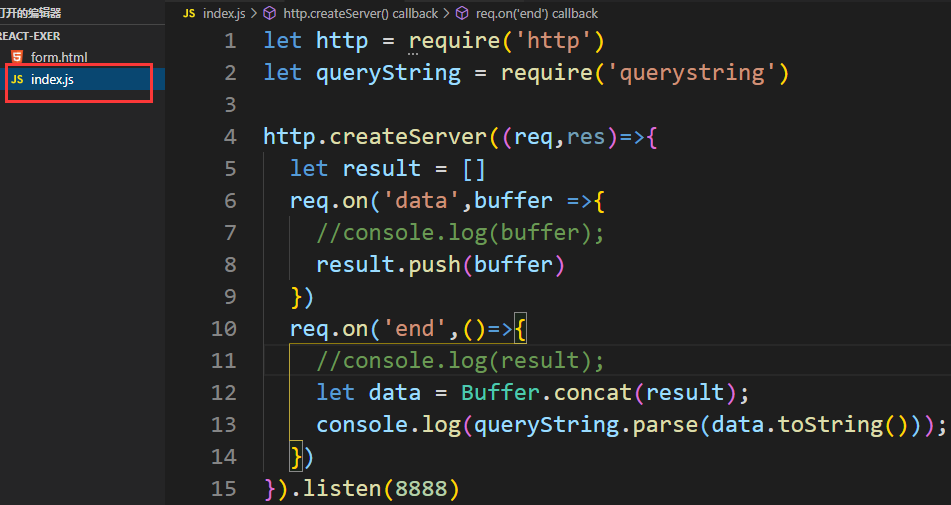 打开的编辑器
REACT-EXER
form.html
JS index.js
JS index.js > http.createServer() callback > req.on('end') callback
1 let http = require('http')
2 let queryString = require('querystring')
3
4 http.createServer((req,res)=>{
5 let result = []
6 req.on('data',buffer =>{
7 //console.log(buffer);
8 result.push(buffer)
9 })
10 req.on('end',()=>{
11 //console.log(result);
12 let data = Buffer.concat(result);
13 console.log(queryString.parse(data.toString()));
14 })
15 }).listen(8888)